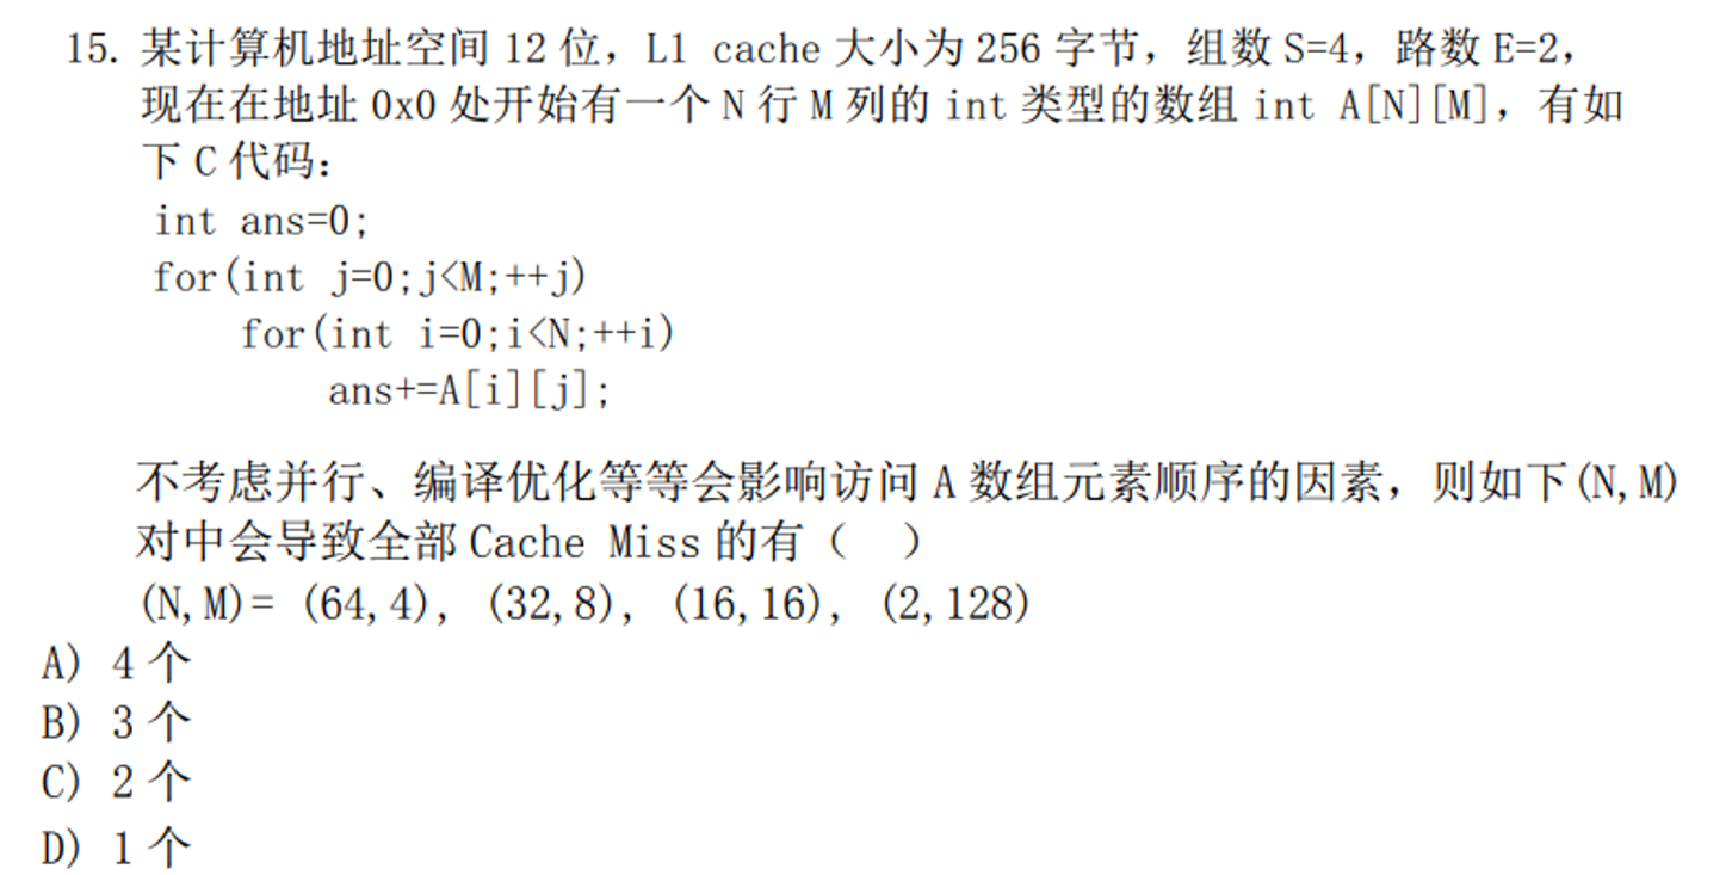 15. 某计算机地址空间 12 位，L1 cache 大小为 256 字节，组数 S=4，路数 E=2，
现在在地址 0x0 处开始有一个 N 行 M 列的 int 类型的数组 int A[N][M]，有如
下 C 代码：
int ans=0;
for(int j=0;j<M;++j)
for(int i=0;i<N;++i)
ans+=A[i][j];
不考虑并行、编译优化等等会影响访问 A 数组元素顺序的因素，则如下(N,M)
对中会导致全部 Cache Miss 的有（ ）
(N,M)= (64,4), (32,8), (16,16), (2,128)
A) 4 个
B) 3 个
C) 2 个
D) 1 个